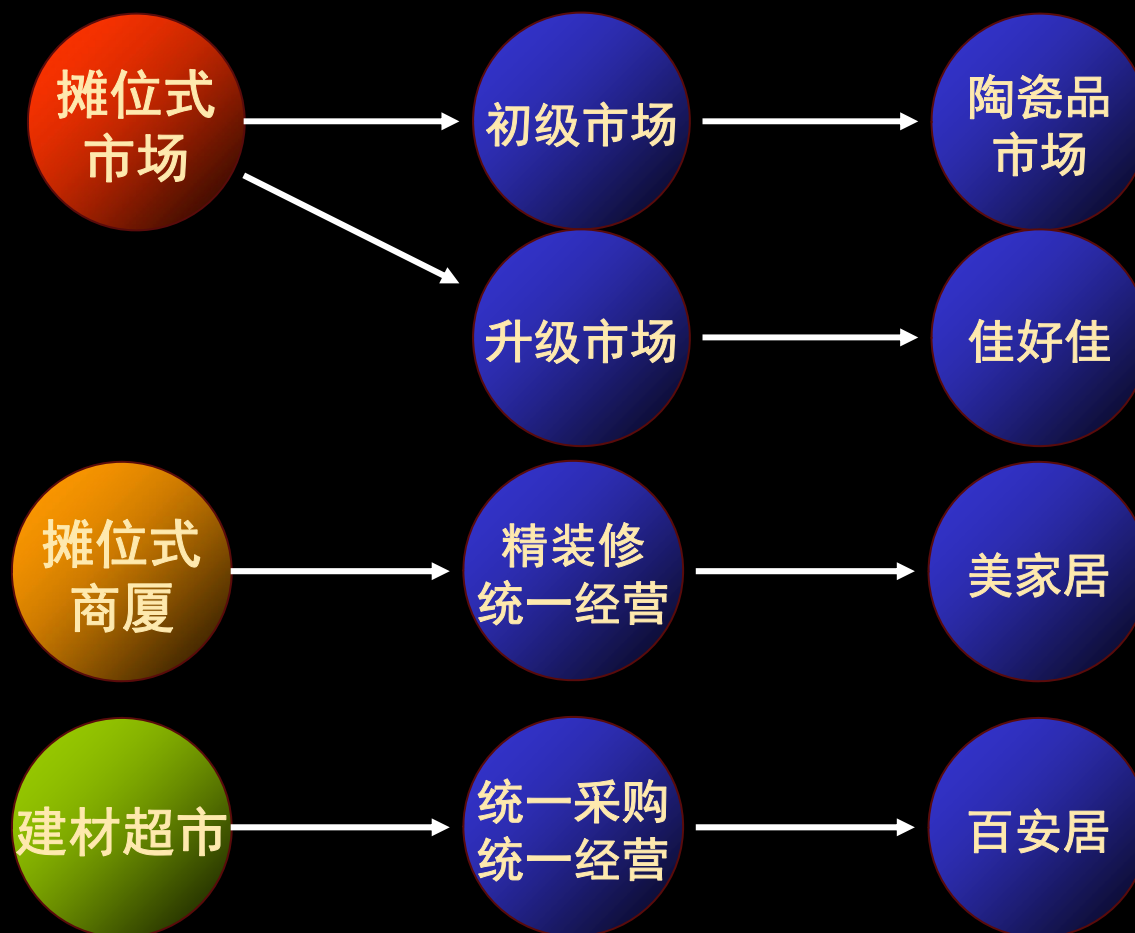 摊位式
市场
初级市场
陶瓷品
市场
升级市场
佳好佳
摊位式
商厦
精装修
统一经营
美家居
建材超市
统一采购
统一经营
百安居